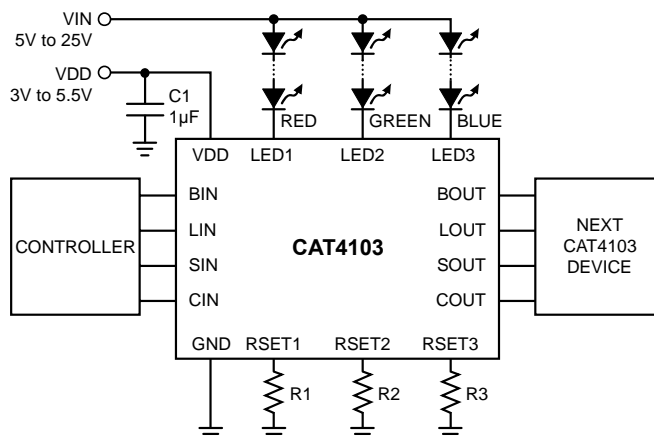 VIN
5V to 25V
VDD
3V to 5.5V
C1
1µF
RED
GREEN
BLUE
VDD
LED1
LED2
LED3
CONTROLLER
BIN
LIN
SIN
CIN
CAT4103
BOUT
LOUT
SOUT
COUT
NEXT
CAT4103
DEVICE
GND
RSET1
RSET2
RSET3
R1
R2
R3